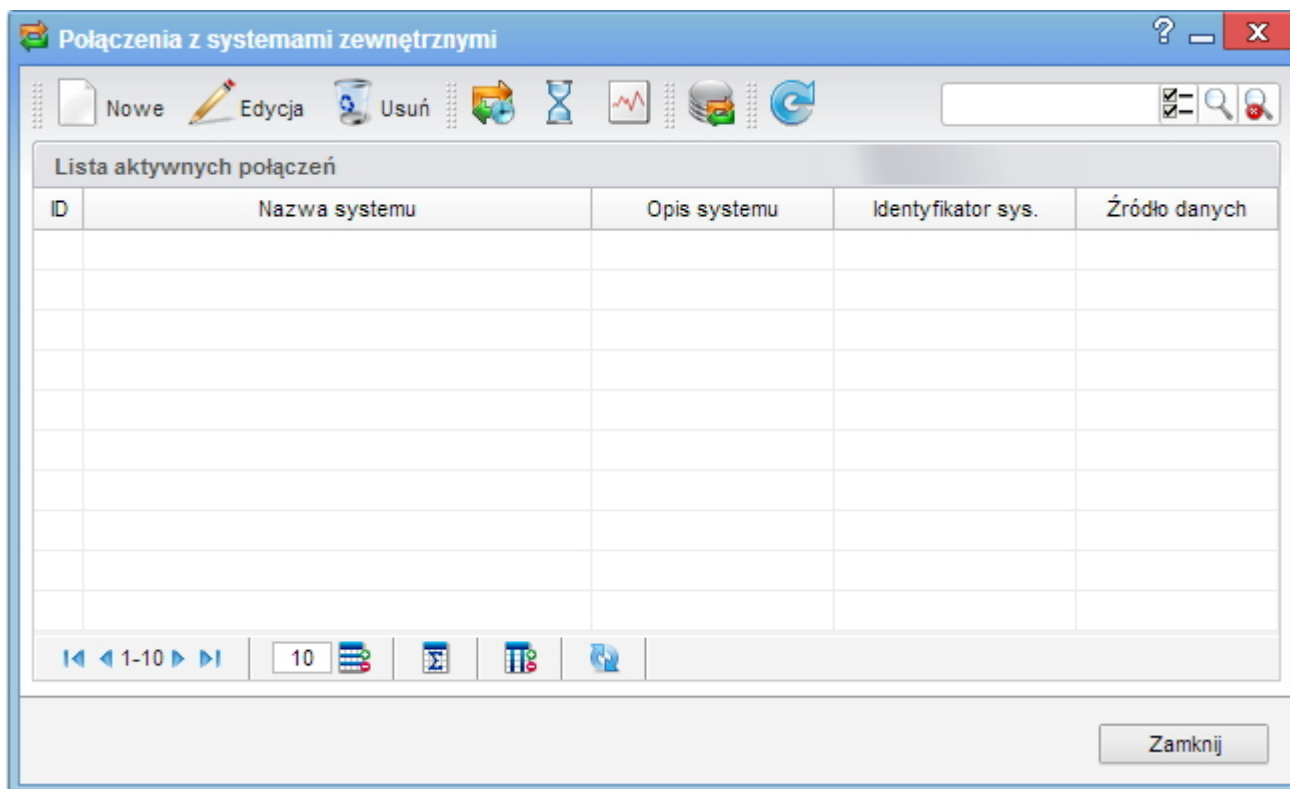 Połączenia z systemami zewnętrznymi
Nowe Edycja Usuń
Lista aktywnych połączeń
ID Nazwa systemu Opis systemu Identyfikator sys. Źródło danych
1-10 10
Zamknij